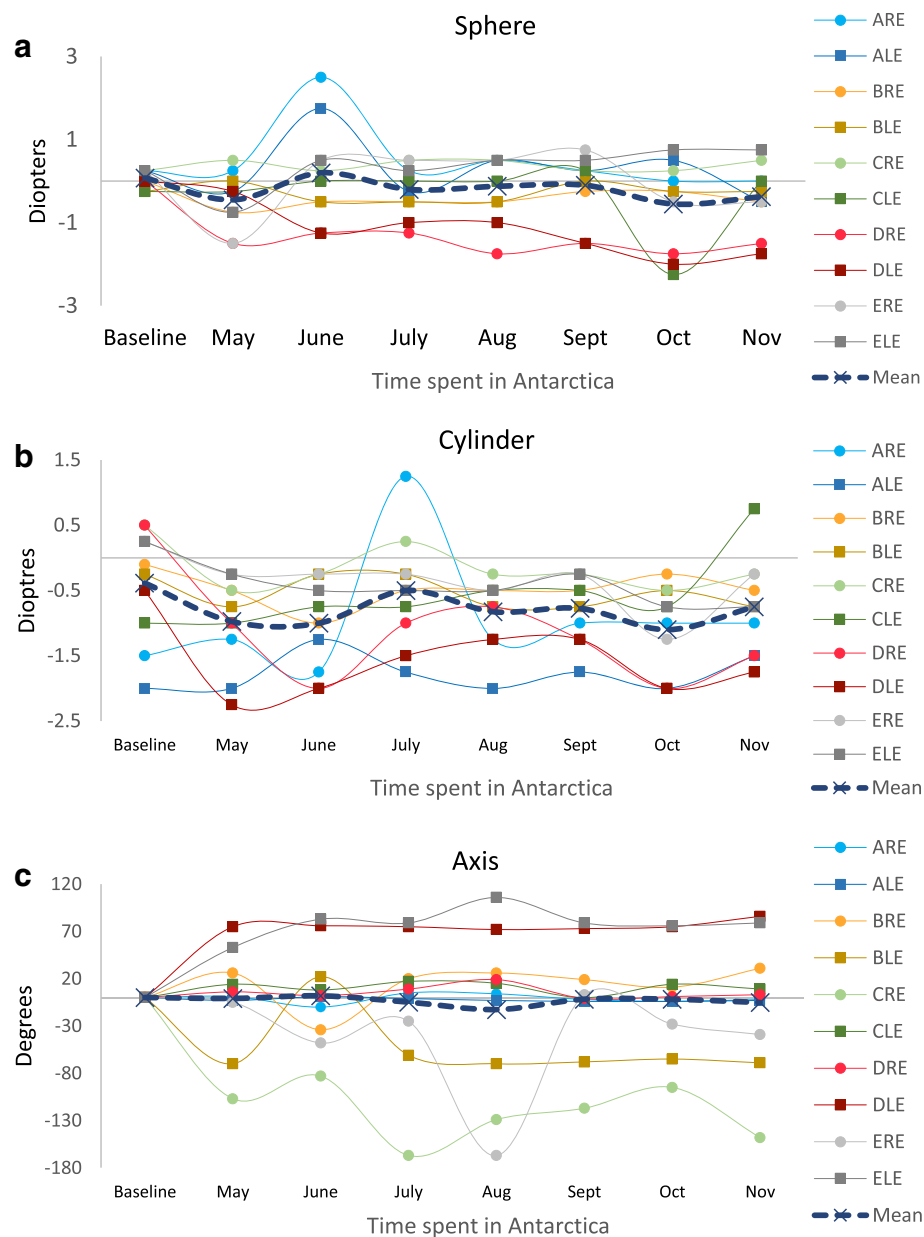 a
Sphere
Diopters
3
1
-1
-3
Baseline May June July Aug Sept Oct Nov
Time spent in Antarctica
ARE
ALE
BRE
BLE
CRE
CLE
DRE
DLE
ERE
ELE
Mean
b
Cylinder
Dioptres
1.5
0.5
-0.5
-1.5
-2.5
Baseline May June July Aug Sept Oct Nov
Time spent in Antarctica
ARE
ALE
BRE
BLE
CRE
CLE
DRE
DLE
ERE
ELE
Mean
c
Axis
Degrees
120
70
20
-30
-80
-130
-180
Baseline May June July Aug Sept Oct Nov
Time spent in Antarctica
ARE
ALE
BRE
BLE
CRE
CLE
DRE
DLE
ERE
ELE
Mean